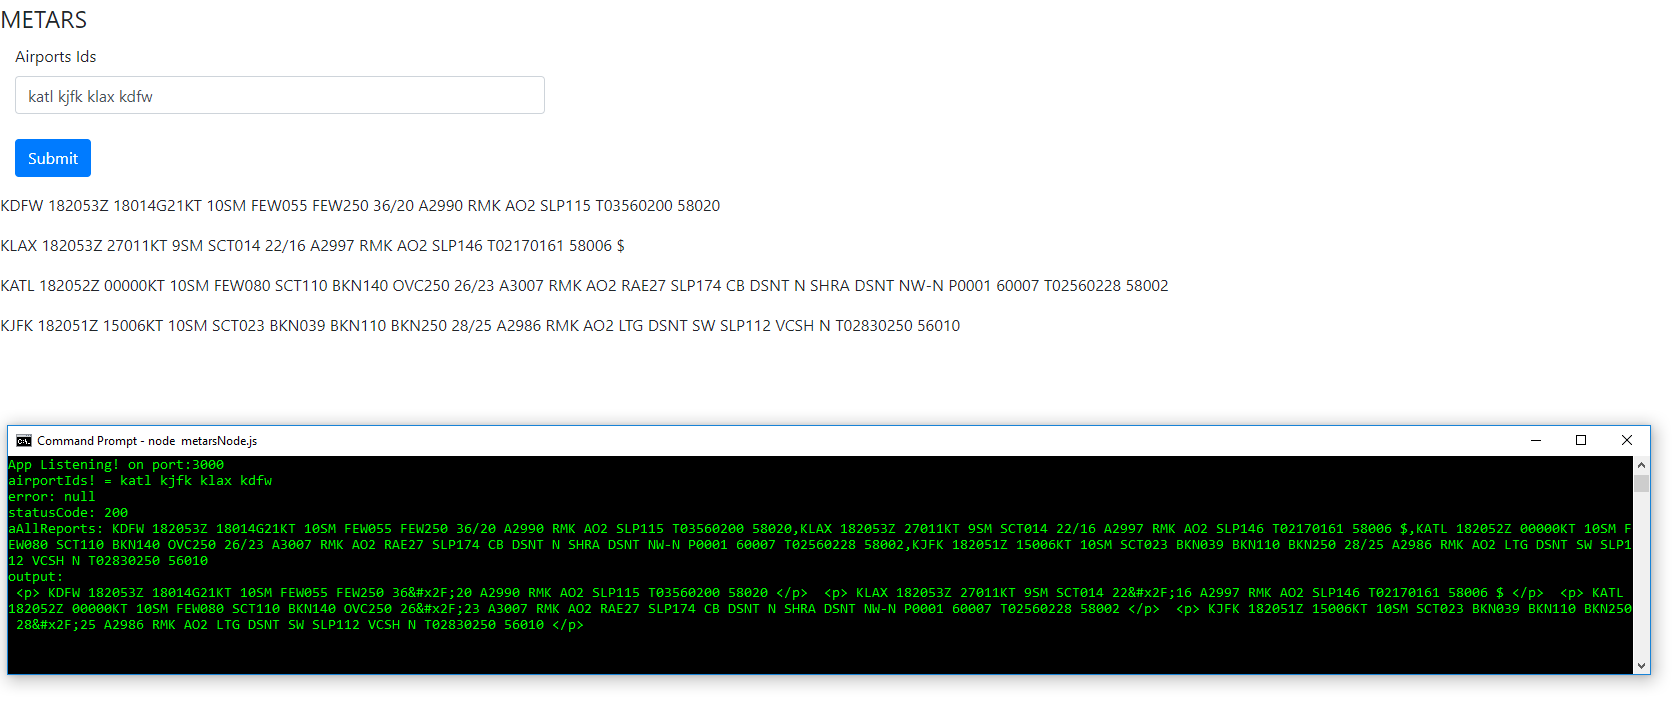 METARS
Airports Ids
katl kjfk klax kdfw
Submit
KDFW 182053Z 18014G21KT 10SM FEW055 FEW250 36/20 A2990 RMK AO2 SLP115 T03560200 58020
KLAX 182053Z 27011KT 9SM SCT014 22/16 A2997 RMK AO2 SLP146 T02170161 58006 $
KATL 182052Z 00000KT 10SM FEW080 SCT110 BKN140 OVC250 26/23 A3007 RMK AO2 RAE27 SLP174 CB DSNT N SHRA DSNT NW-N P0001 60007 T02560228 58002
KJFK 182051Z 15006KT 10SM SCT023 BKN039 BKN110 BKN250 28/25 A2986 RMK AO2 LTG DSNT SW SLP112 VCSH N T02830250 56010
C:\.
Command Prompt - node metarsNode.js
App Listening! on port:3000
airportIds! = katl kjfk klax kdfw
error: null
statusCode: 200
aAllReports: KDFW 182053Z 18014G21KT 10SM FEW055 FEW250 36/20 A2990 RMK AO2 SLP115 T03560200 58020,KLAX 182053Z 27011KT 9SM SCT014 22/16 A2997 RMK AO2 SLP146 T02170161 58006 $,KATL 182052Z 00000KT 10SM F
EW080 SCT110 BKN140 OVC250 26/23 A3007 RMK AO2 RAE27 SLP174 CB DSNT N SHRA DSNT NW-N P0001 60007 T02560228 58002,KJFK 182051Z 15006KT 10SM SCT023 BKN039 BKN110 BKN250 28/25 A2986 RMK AO2 LTG DSNT SW SLP1
12 VCSH N T02830250 56010
output:
<p> KDFW 182053Z 18014G21KT 10SM FEW055 FEW250 36&#x2F;20 A2990 RMK AO2 SLP115 T03560200 58020 </p>  <p> KLAX 182053Z 27011KT 9SM SCT014 22&#x2F;16 A2997 RMK AO2 SLP146 T02170161 58006 $ </p>  <p> KATL
182052Z 00000KT 10SM FEW080 SCT110 BKN140 OVC250 26&#x2F;23 A3007 RMK AO2 RAE27 SLP174 CB DSNT N SHRA DSNT NW-N P0001 60007 T02560228 58002 </p>  <p> KJFK 182051Z 15006KT 10SM SCT023 BKN039 BKN110 BKN250
28&#x2F;25 A2986 RMK AO2 LTG DSNT SW SLP112 VCSH N T02830250 56010 </p>